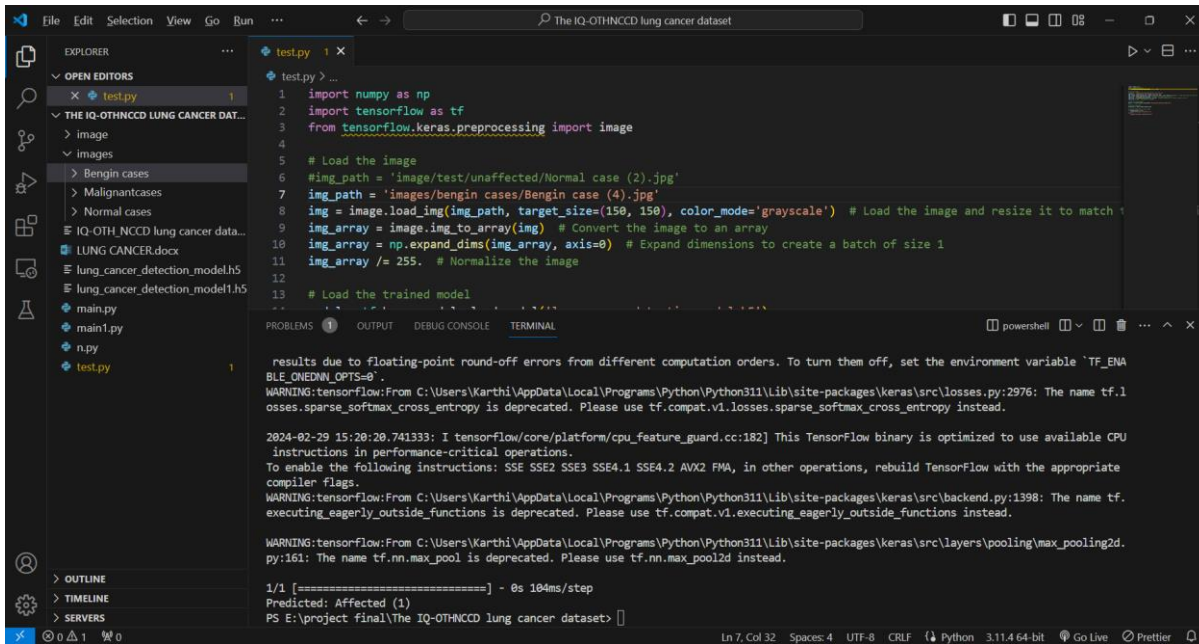 File Edit Selection View Go Run ... The IQ-OTHNCCD lung cancer dataset
EXPLORER ...
OPEN EDITORS
test.py 1
THE IQ-OTHNCCD LUNG CANCER DAT...
image
images
Bengin cases
Malignantcases
Normal cases
IQ-OTH_NCCD lung cancer data...
LUNG CANCER.docx
lung_cancer_detection_model.h5
lung_cancer_detection_model1.h5
main.py
main1.py
n.py
test.py 1
OUTLINE
TIMELINE
SERVERS
test.py 1
test.py > ...
1 import numpy as np
2 import tensorflow as tf
3 from tensorflow.keras.preprocessing import image
4
5 # Load the image
6 #img_path = 'image/test/unaffected/Normal case (2).jpg'
7 img_path = 'images/bengin cases/Bengin case (4).jpg'
8 img = image.load_img(img_path, target_size=(150, 150), color_mode='grayscale') # Load the image and resize it to match
9 img_array = image.img_to_array(img) # Convert the image to an array
10 img_array = np.expand_dims(img_array, axis=0) # Expand dimensions to create a batch of size 1
11 img_array /= 255. # Normalize the image
12
13 # Load the trained model
PROBLEMS 1 OUTPUT DEBUG CONSOLE TERMINAL powershell
results due to floating-point round-off errors from different computation orders. To turn them off, set the environment variable `TF_ENA
BLE_ONEDNN_OPTS=0`.
WARNING:tensorflow:From C:\Users\Karthi\AppData\Local\Programs\Python\Python311\Lib\site-packages\keras\src\losses.py:2976: The name tf.l
osses.sparse_softmax_cross_entropy is deprecated. Please use tf.compat.v1.losses.sparse_softmax_cross_entropy instead.
2024-02-29 15:20:20.741333: I tensorflow/core/platform/cpu_feature_guard.cc:182] This TensorFlow binary is optimized to use available CPU
instructions in performance-critical operations.
To enable the following instructions: SSE SSE2 SSE3 SSE4.1 SSE4.2 AVX2 FMA, in other operations, rebuild TensorFlow with the appropriate
compiler flags.
WARNING:tensorflow:From C:\Users\Karthi\AppData\Local\Programs\Python\Python311\Lib\site-packages\keras\src\backend.py:1398: The name tf.
executing_eagerly_outside_functions is deprecated. Please use tf.compat.v1.executing_eagerly_outside_functions instead.
WARNING:tensorflow:From C:\Users\Karthi\AppData\Local\Programs\Python\Python311\Lib\site-packages\keras\src\layers\pooling\max_pooling2d.
py:161: The name tf.nn.max_pool is deprecated. Please use tf.nn.max_pool2d instead.
1/1 [==============================] - 0s 104ms/step
Predicted: Affected (1)
PS E:\project final\The IQ-OTHNCCD lung cancer dataset>
0 1 0 Ln 7, Col 32 Spaces: 4 UTF-8 CRLF Python 3.11.4 64-bit Go Live Prettier